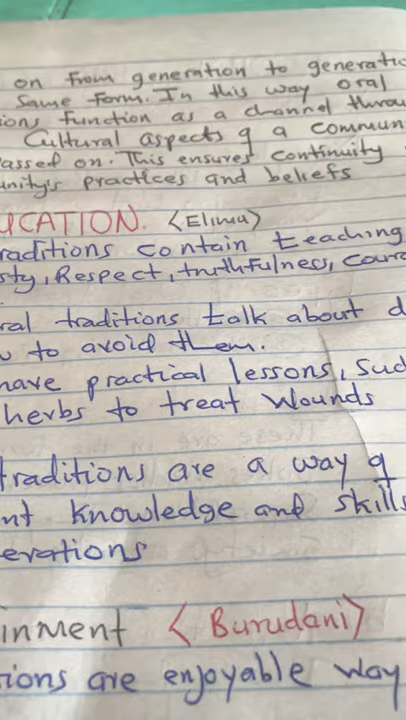 on from generation to generatio
Same form. In this way oral
ions function as a channel throu
Cultural aspects of a commun
assed on. This ensures continuity
unity's practices and beliefs
UCATION. <Elimu>
raditions contain teaching
sty, Respect, truthfulness, cour
ral traditions talk about d
to avoid them.
have practical lessons, Suc
herbs to treat Wounds
traditions are a way of
nt knowledge and skills
erations
inment <Burudani>
ions are enjoyable way